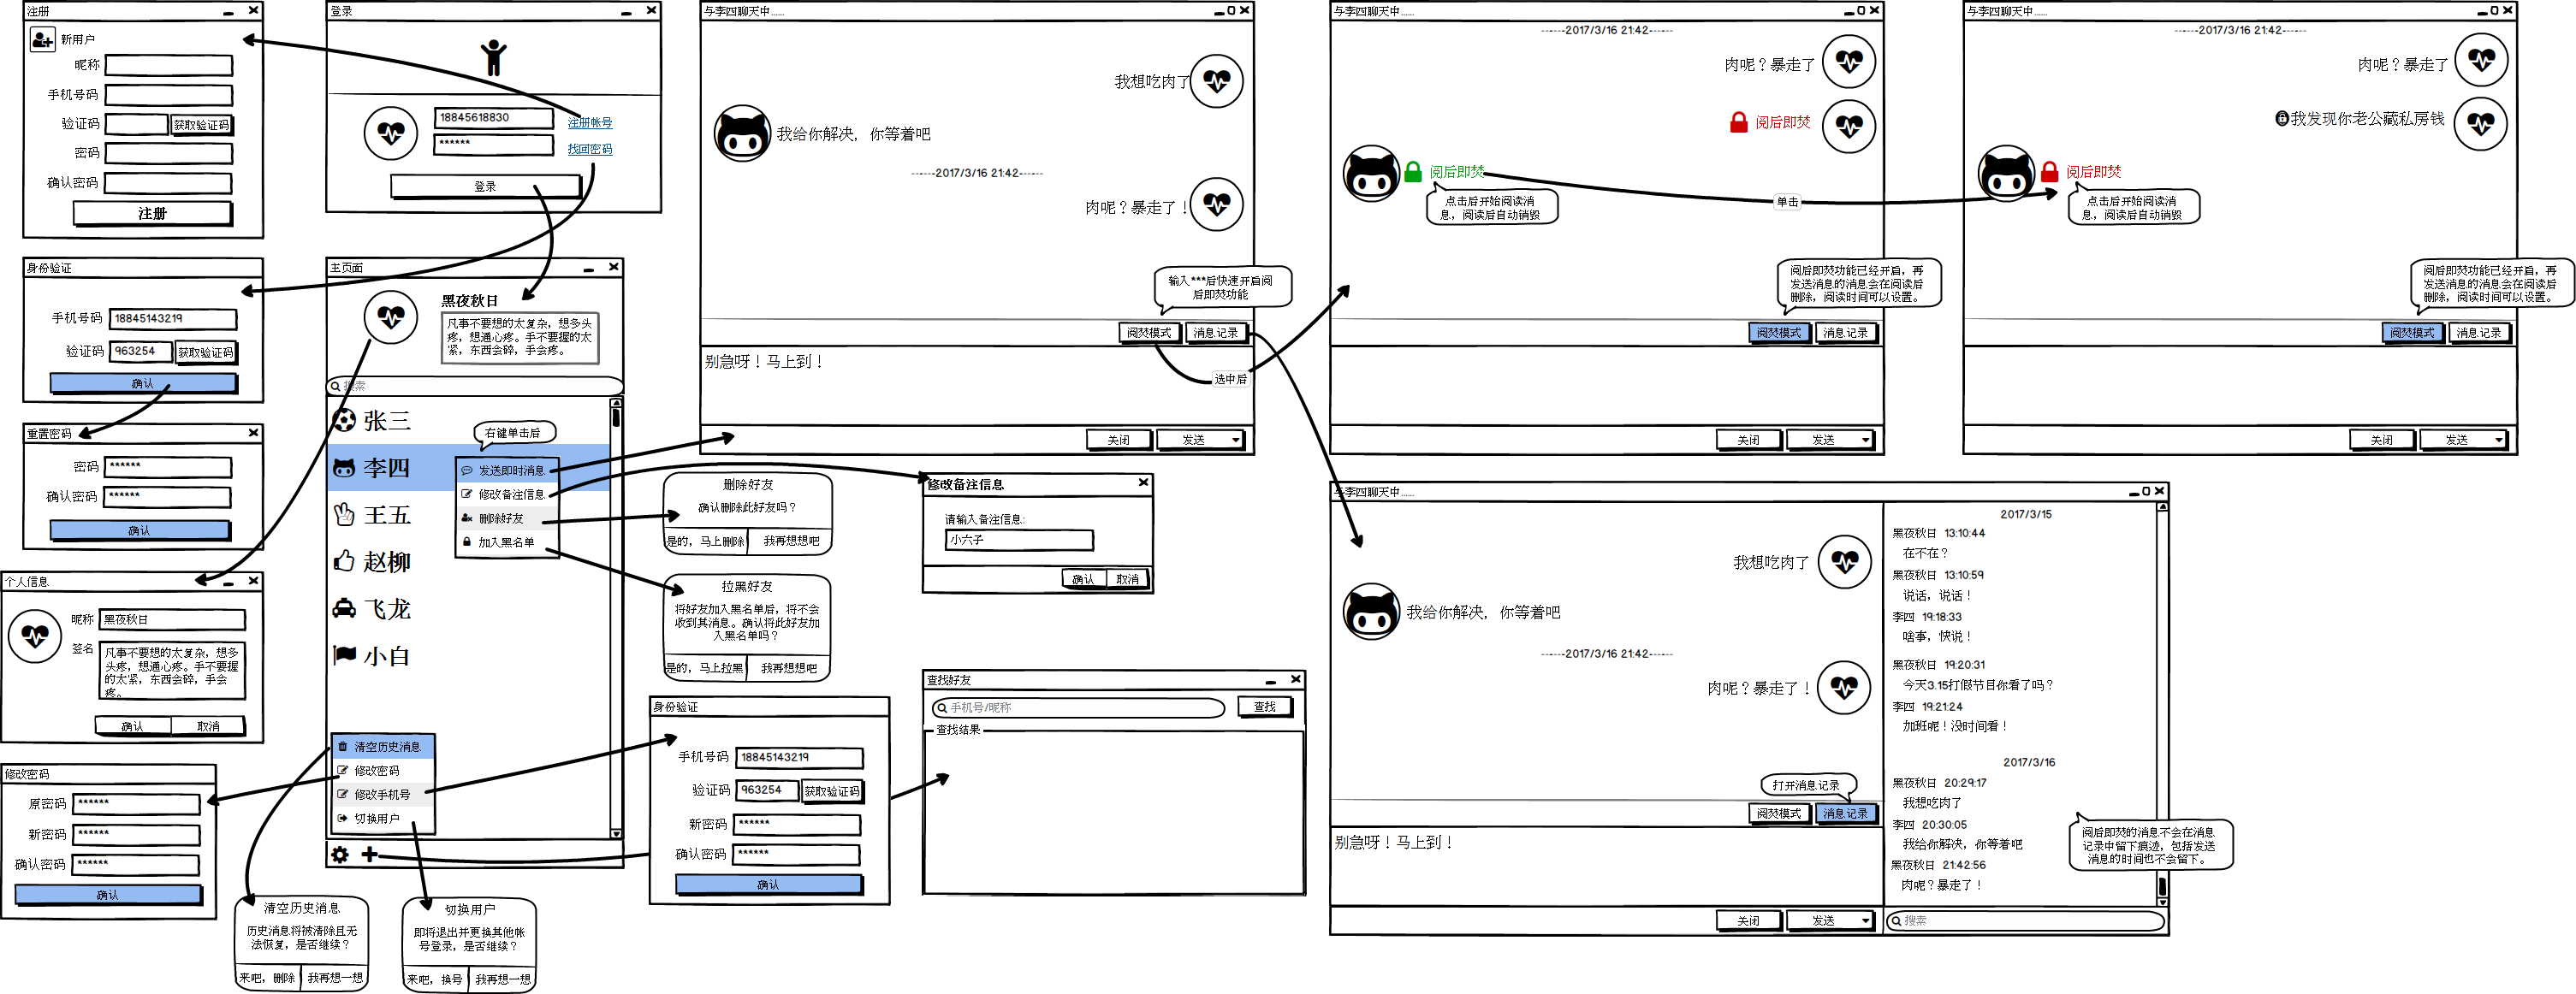 注册
新用户
昵称
手机号码
验证码
获取验证码
密码
确认密码
注册
登录
18845618830
******
注册帐号
找回密码
登录
身份验证
手机号码
18845143219
验证码
963254
获取验证码
确认
重置密码
密码
******
确认密码
******
确认
个人信息
昵称
黑夜秋日
签名
凡事不要想的太复杂，想多
头疼，想通心疼。手不要握
的太紧，东西会碎，手会
疼。
确认
取消
修改密码
原密码
******
新密码
******
确认密码
******
确认
主页面
黑夜秋日
凡事不要想的太复杂，想多头
疼，想通心疼。手不要握的太
紧，东西会碎，手会疼。
搜索
张三
李四
王五
赵柳
飞龙
小白
右键单击后
发送即时消息
修改备注信息
删除好友
加入黑名单
清空历史消息
修改密码
修改手机号
切换用户
清空历史消息
历史消息将被清除且无
法恢复，是否继续？
来吧，删除
我再想一想
切换用户
即将退出并更换其他帐
号登录，是否继续？
来吧，换号
我再想一想
删除好友
确认删除此好友吗？
是的，马上删除
我再想想吧
拉黑好友
将好友加入黑名单后，将不会
收到其消息。确认将此好友加
入黑名单吗？
是的，马上拉黑
我再想想吧
身份验证
手机号码
18845143219
验证码
963254
获取验证码
新密码
******
确认密码
******
确认
修改备注信息
请输入备注信息:
小六子
确认
取消
查找好友
手机号/昵称
查找
查找结果
与李四聊天中......
我想吃肉了
我给你解决，你等着吧
------2017/3/16 21:42------
肉呢？暴走了！
输入***后快速开启阅
后即焚功能
阅焚模式
消息记录
别急呀！马上到！
选中后
关闭
发送
与李四聊天中......
------2017/3/16 21:42------
肉呢？暴走了
阅后即焚
阅后即焚
点击后开始阅读消
息，阅读后自动销毁
单击
阅后即焚功能已经开启，再
发送消息的消息会在阅读后
删除，阅读时间可以设置。
阅焚模式
消息记录
关闭
发送
与李四聊天中......
------2017/3/16 21:42------
肉呢？暴走了
我发现你老公藏私房钱
阅后即焚
点击后开始阅读消
息，阅读后自动销毁
阅后即焚功能已经开启，再
发送消息的消息会在阅读后
删除，阅读时间可以设置。
阅焚模式
消息记录
关闭
发送
与李四聊天中......
我想吃肉了
我给你解决，你等着吧
------2017/3/16 21:42------
肉呢？暴走了！
打开消息记录
阅焚模式
消息记录
别急呀！马上到！
关闭
发送
2017/3/15
黑夜秋日 13:10:44
在不在？
黑夜秋日 13:10:59
说话，说话！
李四 19:18:33
啥事，快说！
黑夜秋日 19:20:31
今天3.15打假节目你看了吗？
李四 19:21:24
加班呢！没时间看！
2017/3/16
黑夜秋日 20:29:17
我想吃肉了
李四 20:30:05
我给你解决，你等着吧
黑夜秋日 21:42:56
肉呢？暴走了！
阅后即焚的消息不会在消息
记录中留下痕迹，包括发送
消息的时间也不会留下。
搜索